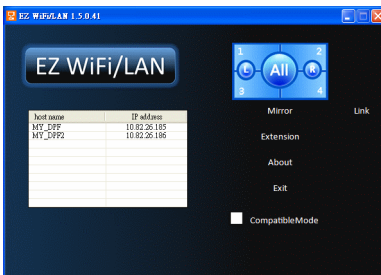 EZ WiFi/LAN 1.5.0.41
EZ WiFi/LAN
1 2
L All R
3 4
Mirror Link
host name IP address
MY_DPF 10.82.26.185
MY_DPF2 10.82.26.186
Extension
About
Exit
CompatibleMode